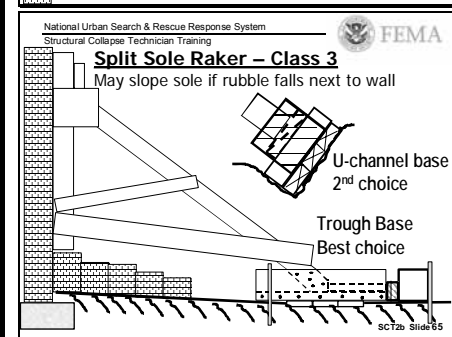 National Urban Search & Rescue Response System
Structural Collapse Technician Training
FEMA
Split Sole Raker – Class 3
May slope sole if rubble falls next to wall
U-channel base
2nd choice
Trough Base
Best choice
SCT2b Slide 65